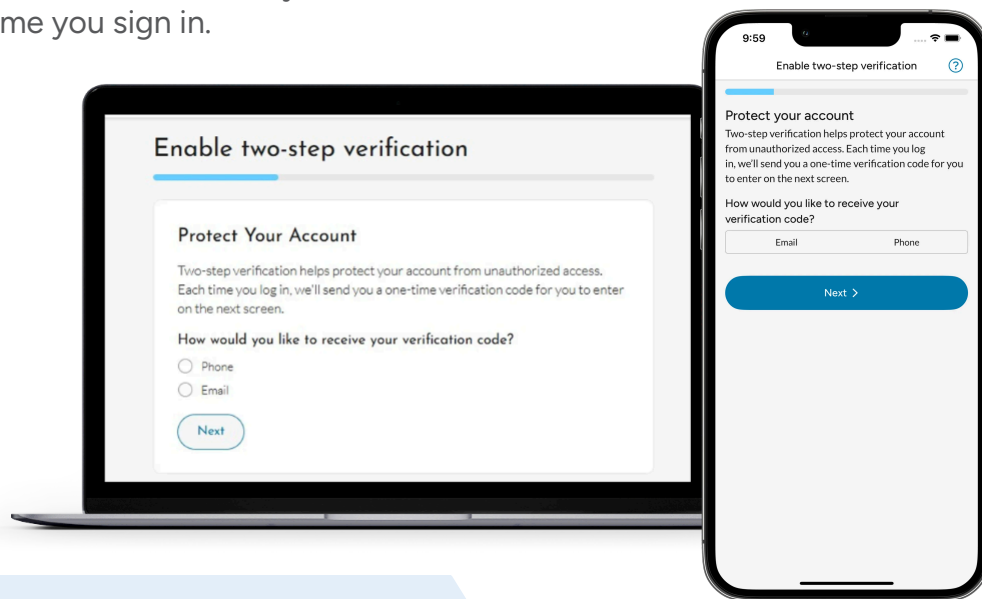 me you sign in.
Enable two-step verification
Protect Your Account
Two-step verification helps protect your account from unauthorized access.
Each time you log in, we'll send you a one-time verification code for you to enter
on the next screen.
How would you like to receive your verification code?
Phone
Email
Next
9:59
Enable two-step verification ?
Protect your account
Two-step verification helps protect your account
from unauthorized access. Each time you log
in, we'll send you a one-time verification code for you
to enter on the next screen.
How would you like to receive your
verification code?
Email Phone
Next >